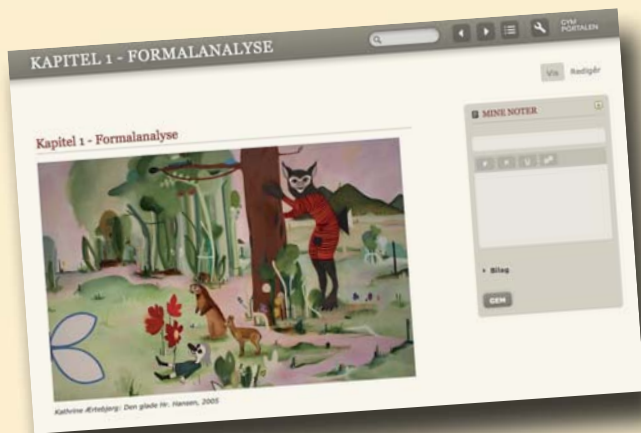 KAPITEL 1 - FORMALANALYSE
GYM
PORTALEN
Vis Redigér
Kapitel 1 - Formalanalyse
MINE NOTER
Bilag
GEM
Kathrine Ærtebjerg: Den glade Hr. Hansen, 2005